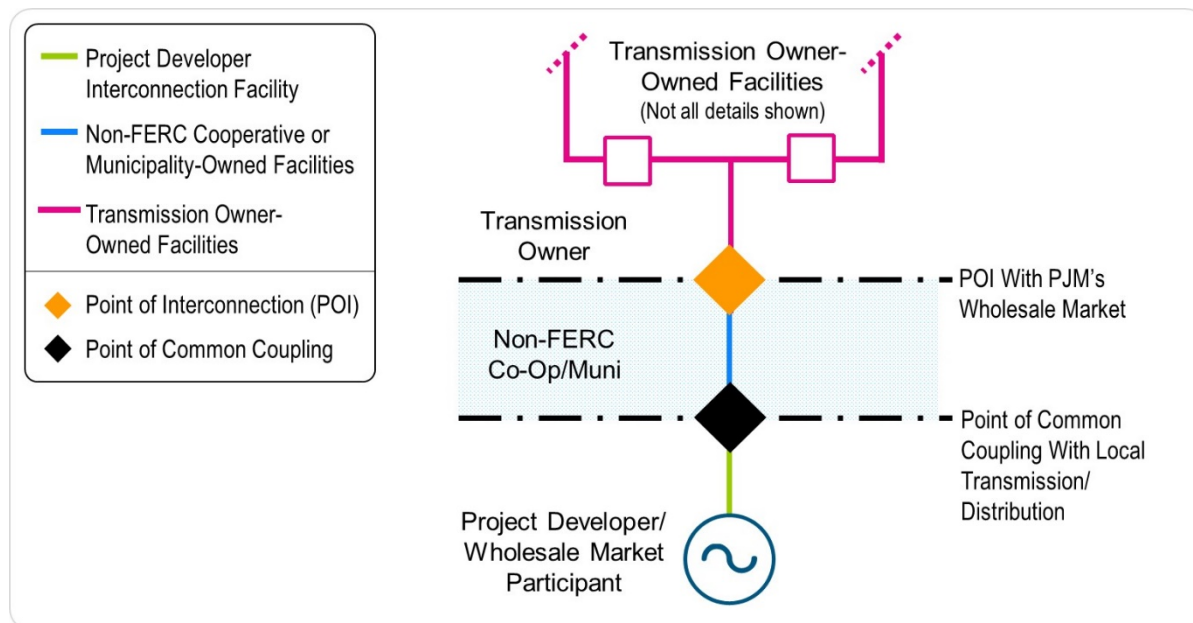 Project Developer
Interconnection Facility
Non-FERC Cooperative or
Municipality-Owned Facilities
Transmission Owner-
Owned Facilities
Point of Interconnection (POI)
Point of Common Coupling
Transmission Owner-
Owned Facilities
(Not all details shown)
Transmission
Owner
POI With PJM's
Wholesale Market
Non-FERC
Co-Op/Muni
Point of Common
Coupling With Local
Transmission/
Distribution
Project Developer/
Wholesale Market
Participant